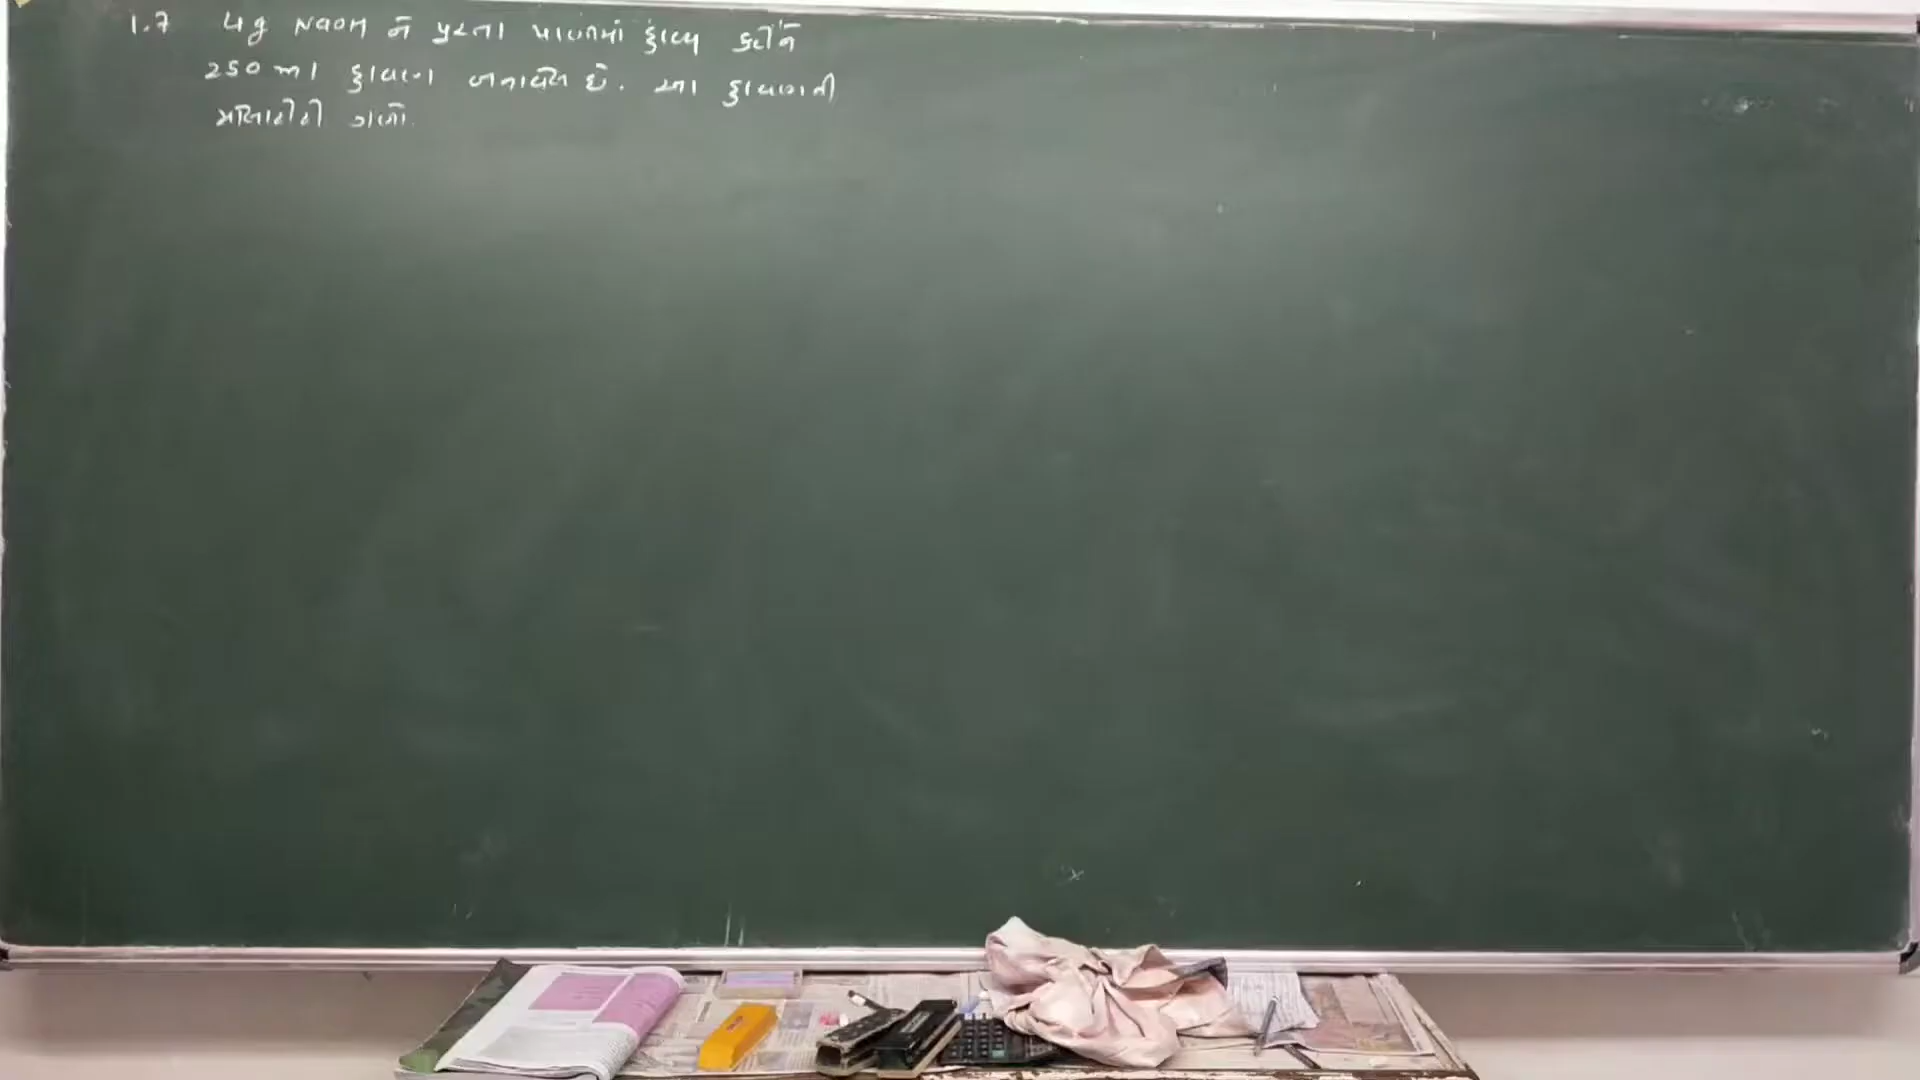 1.7 4 g NaOH ને પુરતા પાણીમાં દ્રાવ્ય કરીને
250 ml દ્રાવણ બનાવેલ છે. આ દ્રાવણની
મોલારીટી ગણો.